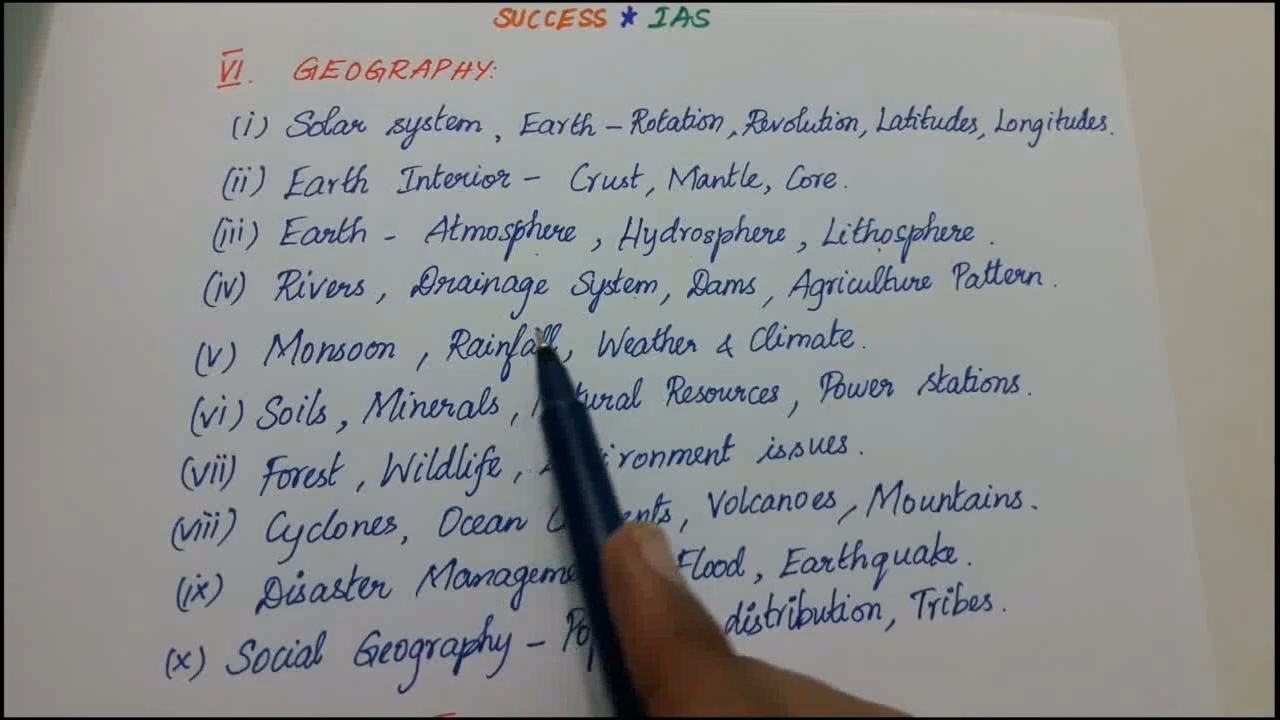 SUCCESS * IAS
VI. GEOGRAPHY:
(i) Solar system, Earth - Rotation, Revolution, Latitudes, Longitudes.
(ii) Earth Interior - Crust, Mantle, Core.
(iii) Earth - Atmosphere, Hydrosphere, Lithosphere.
(iv) Rivers, Drainage System, Dams, Agriculture Pattern.
(v) Monsoon, Rainfall, Weather & Climate.
(vi) Soils, Minerals, Resources, Power stations.
(vii) Forest, Wildlife, issues.
(viii) Cyclones, Ocean Volcanoes, Mountains.
(ix) Disaster Flood, Earthquake.
(x) Social Geography - distribution, Tribes.